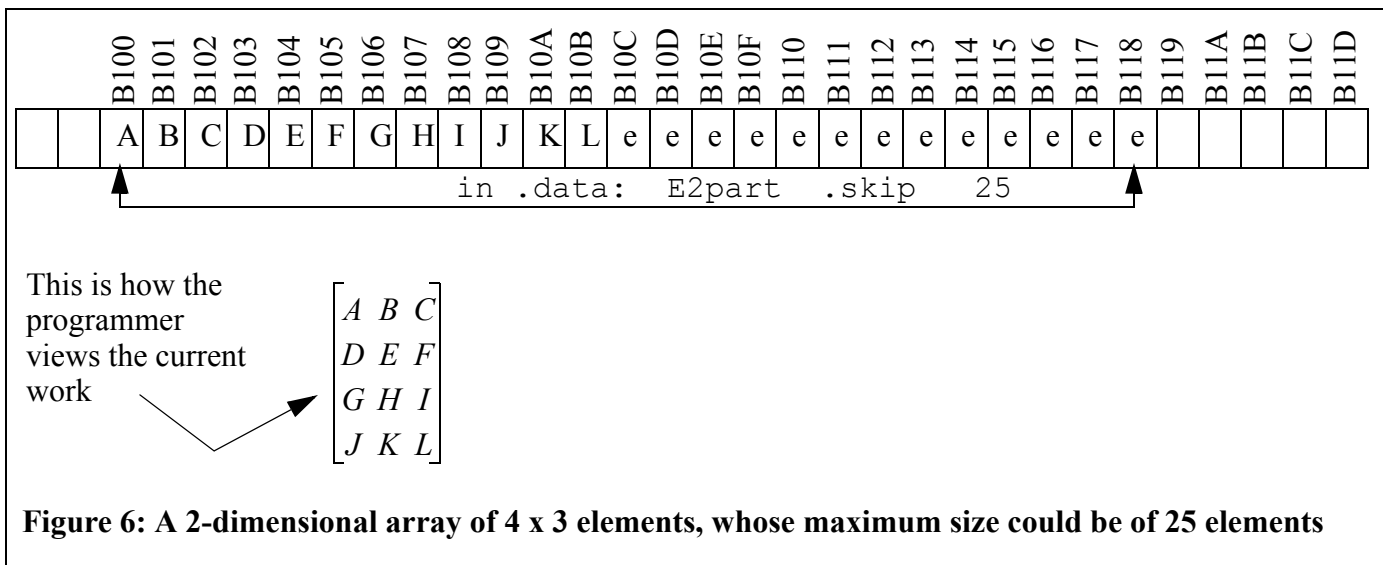 B100 B101 B102 B103 B104 B105 B106 B107 B108 B109 B10A B10B B10C B10D B10E B10F B110 B111 B112 B113 B114 B115 B116 B117 B118 B119 B11A B11B B11C B11D
A B C D E F G H I J K L e e e e e e e e e e e e e
in .data: E2part .skip 25
This is how the
programmer
views the current
work
A B C
D E F
G H I
J K L
Figure 6: A 2-dimensional array of 4 x 3 elements, whose maximum size could be of 25 elements